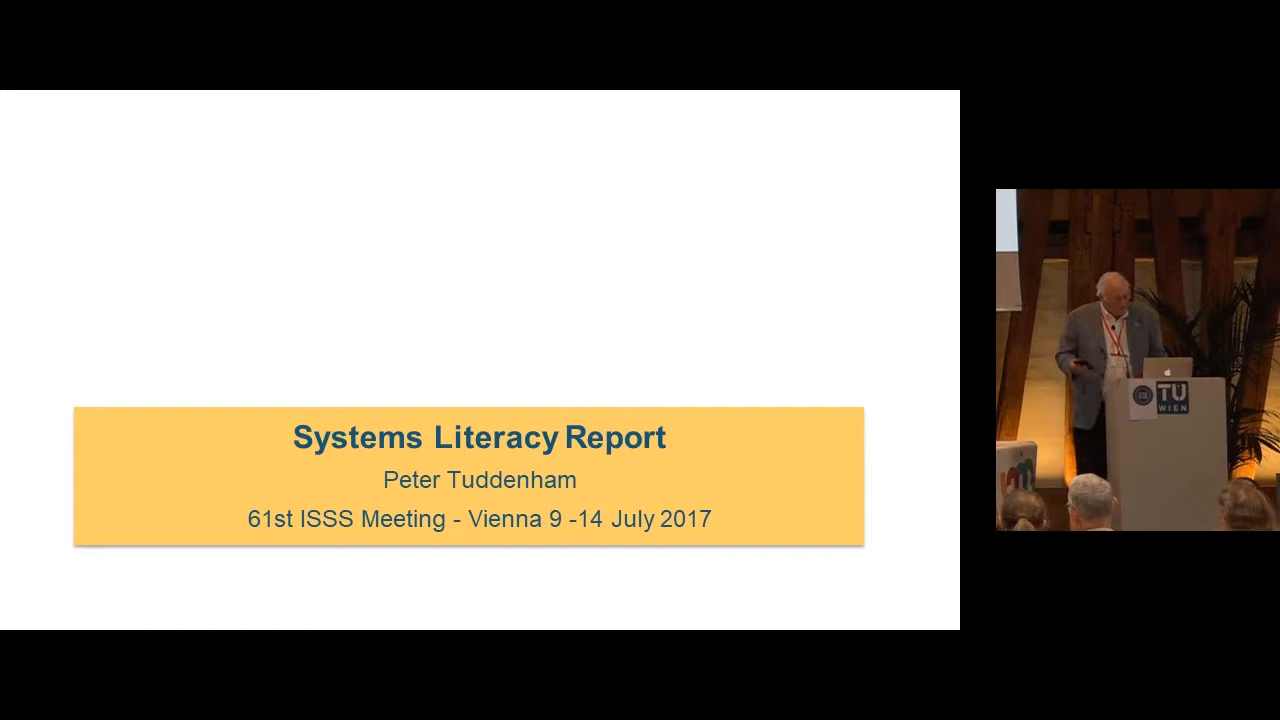 Systems Literacy Report
Peter Tuddenham
61st ISSS Meeting - Vienna 9 -14 July 2017
TU
WIEN